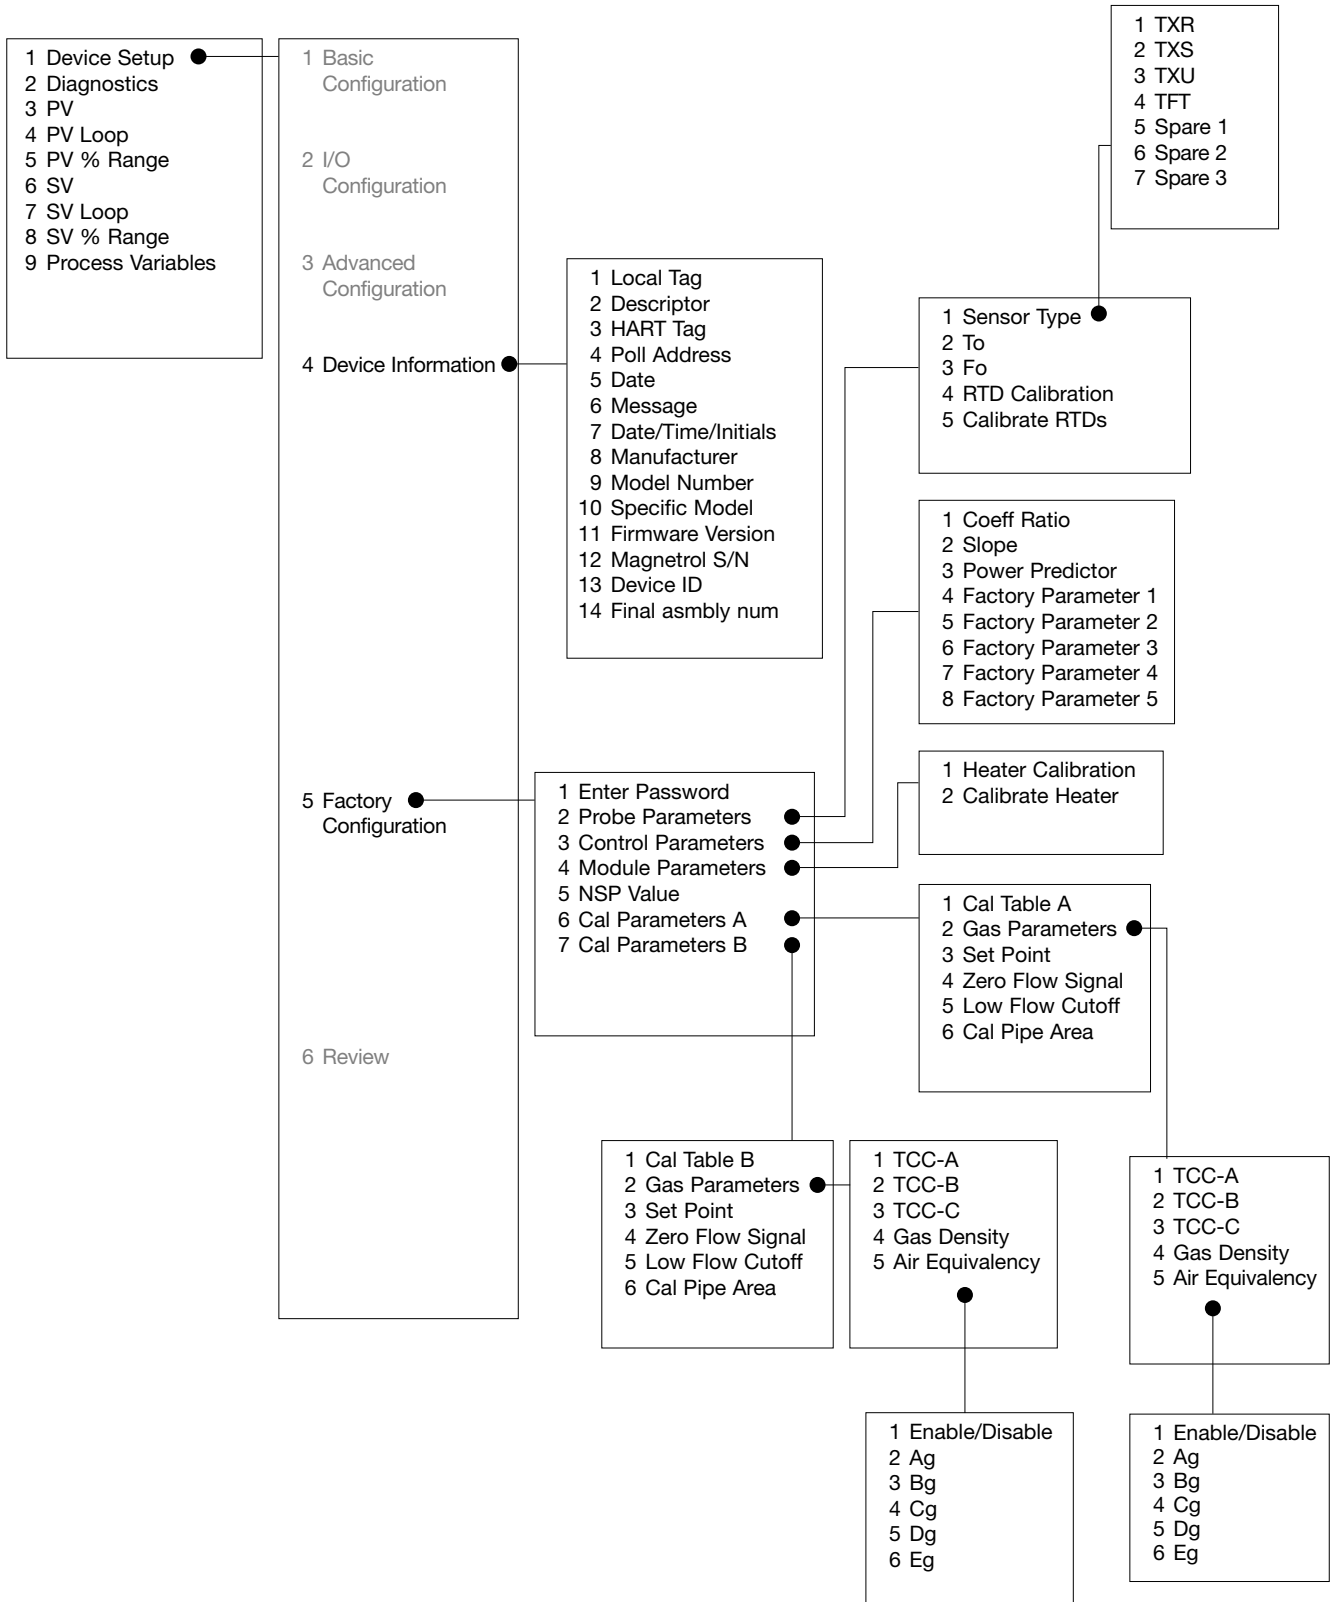 1 Device Setup
2 Diagnostics
3 PV
4 PV Loop
5 PV % Range
6 SV
7 SV Loop
8 SV % Range
9 Process Variables
1 Basic
Configuration
2 I/O
Configuration
3 Advanced
Configuration
4 Device Information
5 Factory
Configuration
6 Review
1 Local Tag
2 Descriptor
3 HART Tag
4 Poll Address
5 Date
6 Message
7 Date/Time/Initials
8 Manufacturer
9 Model Number
10 Specific Model
11 Firmware Version
12 Magnetrol S/N
13 Device ID
14 Final asmbly num
1 Enter Password
2 Probe Parameters
3 Control Parameters
4 Module Parameters
5 NSP Value
6 Cal Parameters A
7 Cal Parameters B
1 TXR
2 TXS
3 TXU
4 TFT
5 Spare 1
6 Spare 2
7 Spare 3
1 Sensor Type
2 To
3 Fo
4 RTD Calibration
5 Calibrate RTDs
1 Coeff Ratio
2 Slope
3 Power Predictor
4 Factory Parameter 1
5 Factory Parameter 2
6 Factory Parameter 3
7 Factory Parameter 4
8 Factory Parameter 5
1 Heater Calibration
2 Calibrate Heater
1 Cal Table A
2 Gas Parameters
3 Set Point
4 Zero Flow Signal
5 Low Flow Cutoff
6 Cal Pipe Area
1 Cal Table B
2 Gas Parameters
3 Set Point
4 Zero Flow Signal
5 Low Flow Cutoff
6 Cal Pipe Area
1 TCC-A
2 TCC-B
3 TCC-C
4 Gas Density
5 Air Equivalency
1 TCC-A
2 TCC-B
3 TCC-C
4 Gas Density
5 Air Equivalency
1 Enable/Disable
2 Ag
3 Bg
4 Cg
5 Dg
6 Eg
1 Enable/Disable
2 Ag
3 Bg
4 Cg
5 Dg
6 Eg